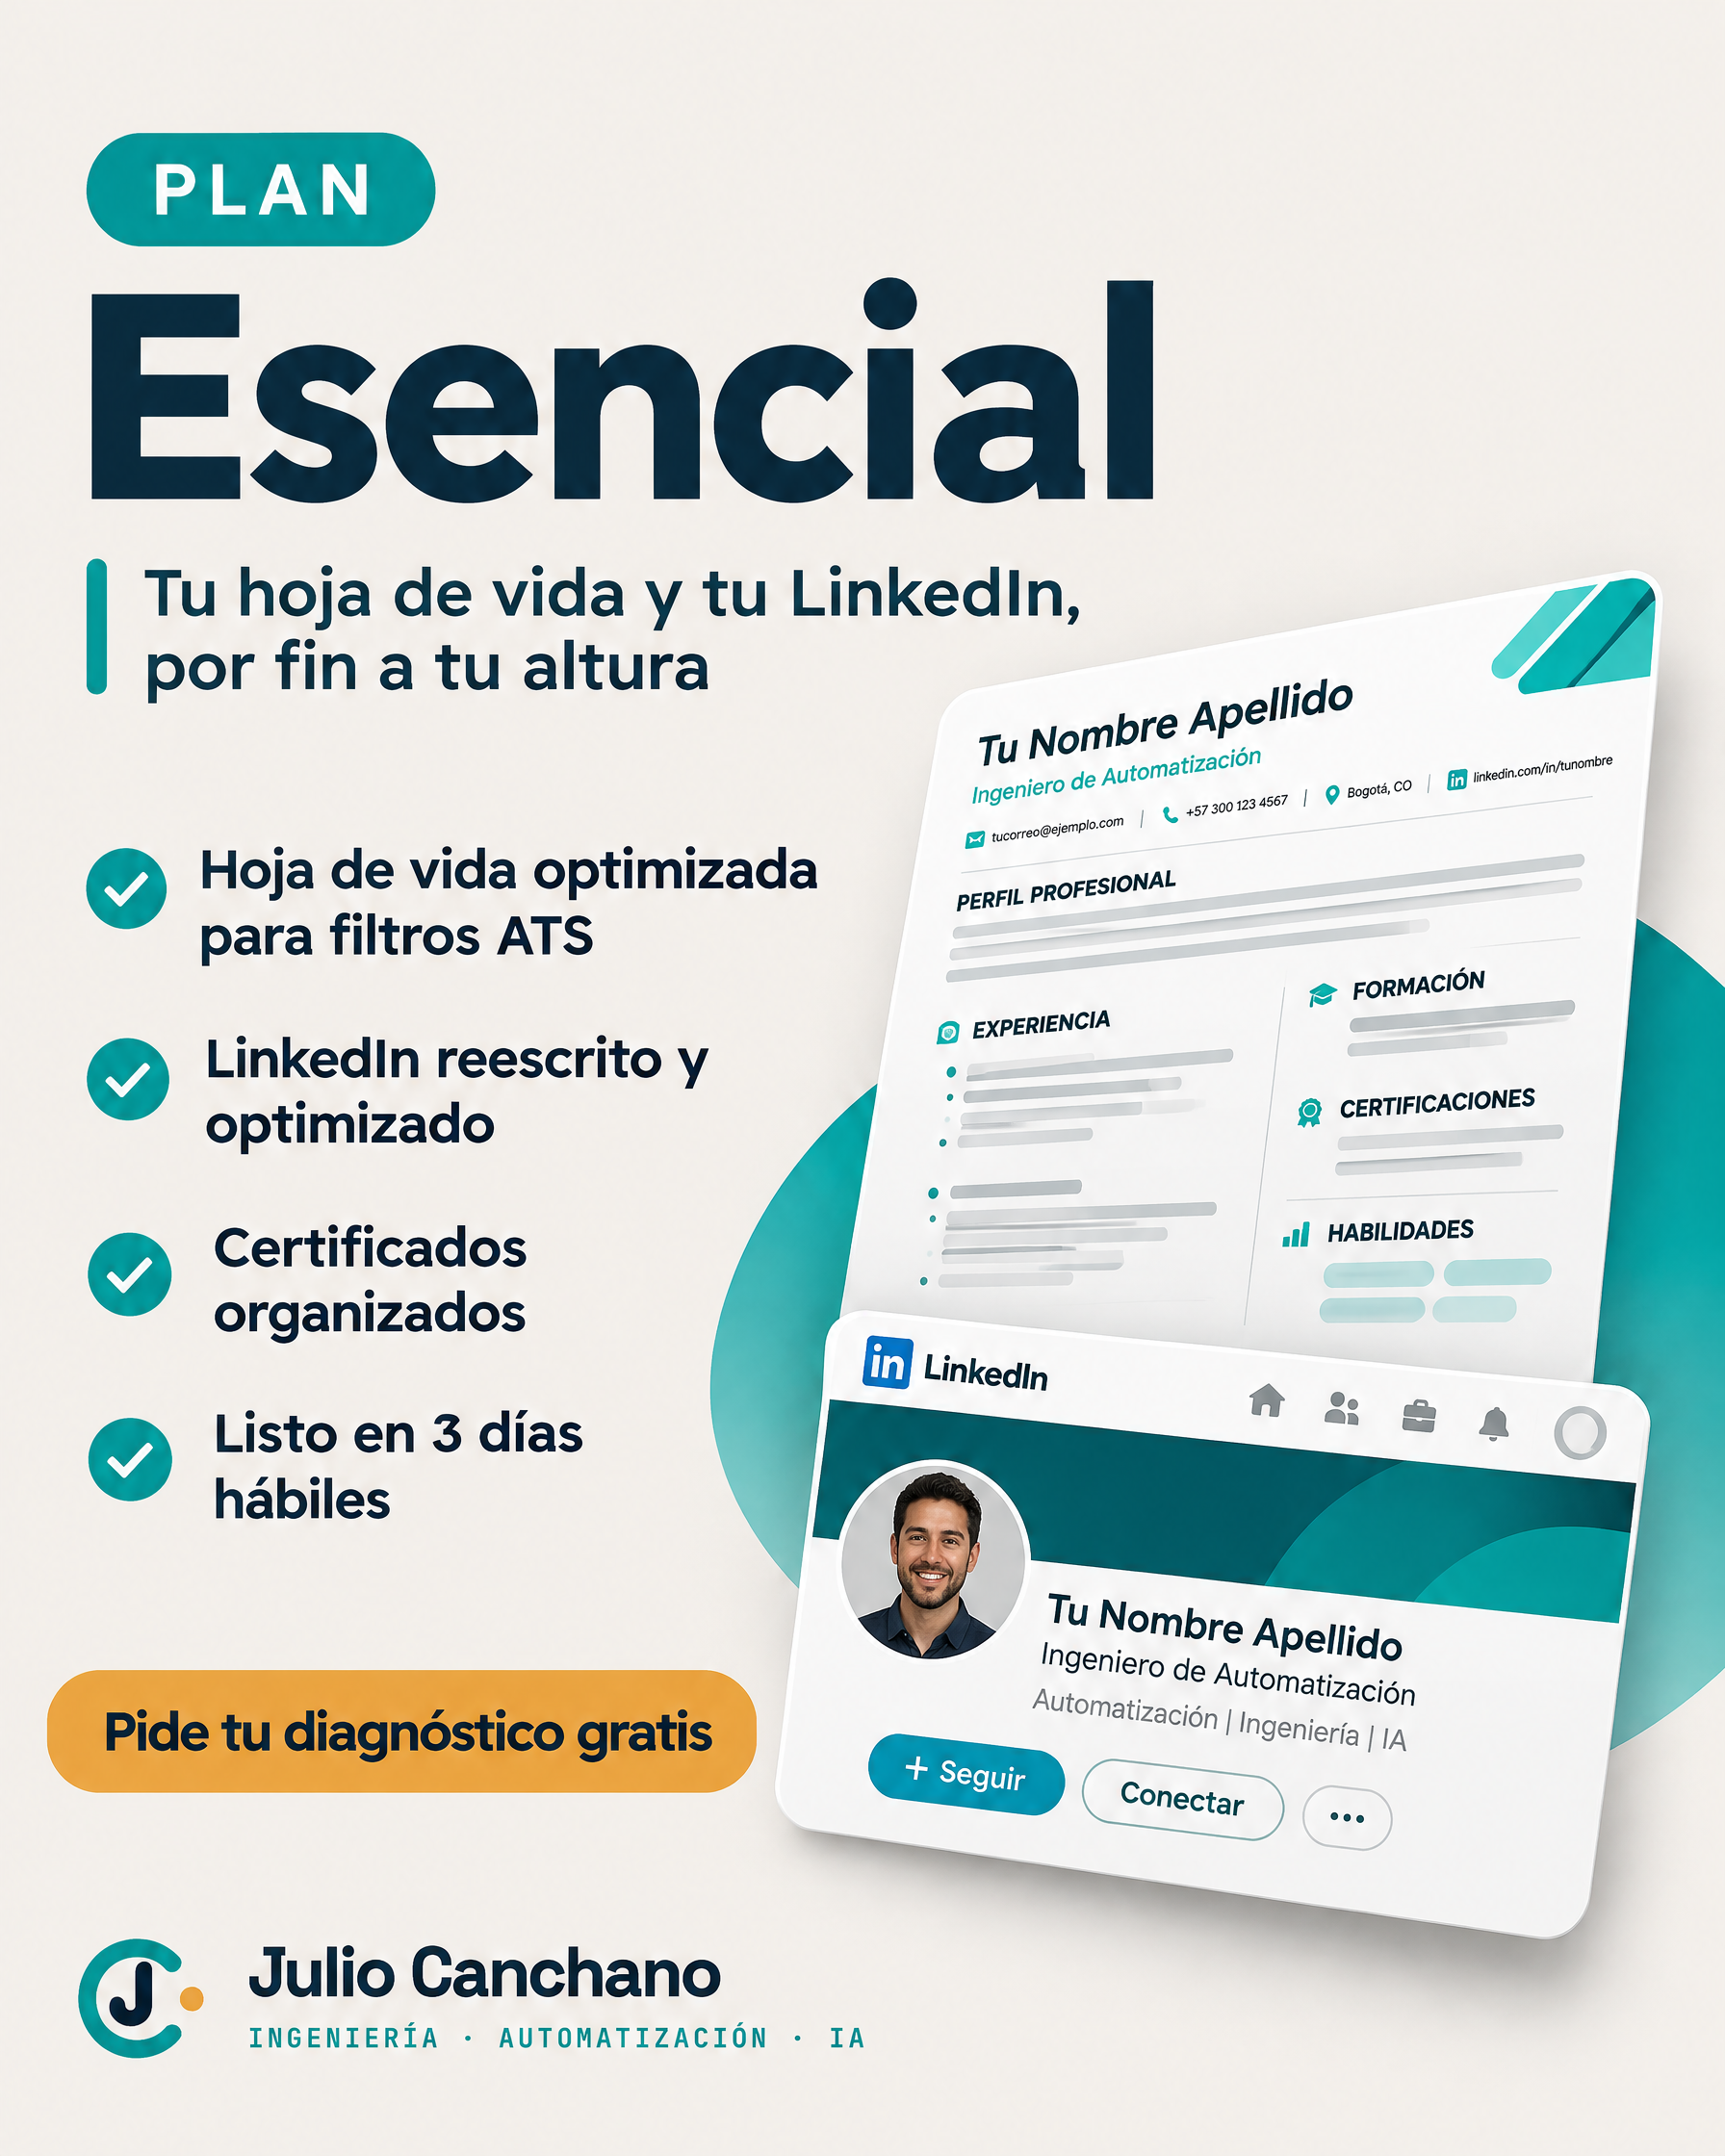 PLAN
Esencial
Tu hoja de vida y tu LinkedIn,
por fin a tu altura
Hoja de vida optimizada
para filtros ATS
LinkedIn reescrito y
optimizado
Certificados
organizados
Listo en 3 días
hábiles
Pide tu diagnóstico gratis
Tu Nombre Apellido
Ingeniero de Automatización
tucorreo@ejemplo.com | +57 300 123 4567 | Bogotá, CO | in linkedin.com/in/tunombre
PERFIL PROFESIONAL
EXPERIENCIA
FORMACIÓN
CERTIFICACIONES
HABILIDADES
in LinkedIn
Tu Nombre Apellido
Ingeniero de Automatización
Automatización | Ingeniería | IA
+ Seguir
Conectar
•••
JC
Julio Canchano
INGENIERÍA · AUTOMATIZACIÓN · IA